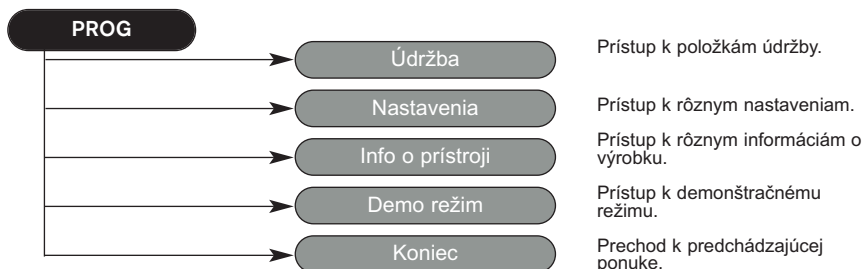 PROG
Údržba
Prístup k položkám údržby.
Nastavenia
Prístup k rôznym nastaveniam.
Info o prístroji
Prístup k rôznym informáciám o
výrobku.
Demo režim
Prístup k demonštračnému
režimu.
Koniec
Prechod k predchádzajúcej
ponuke.